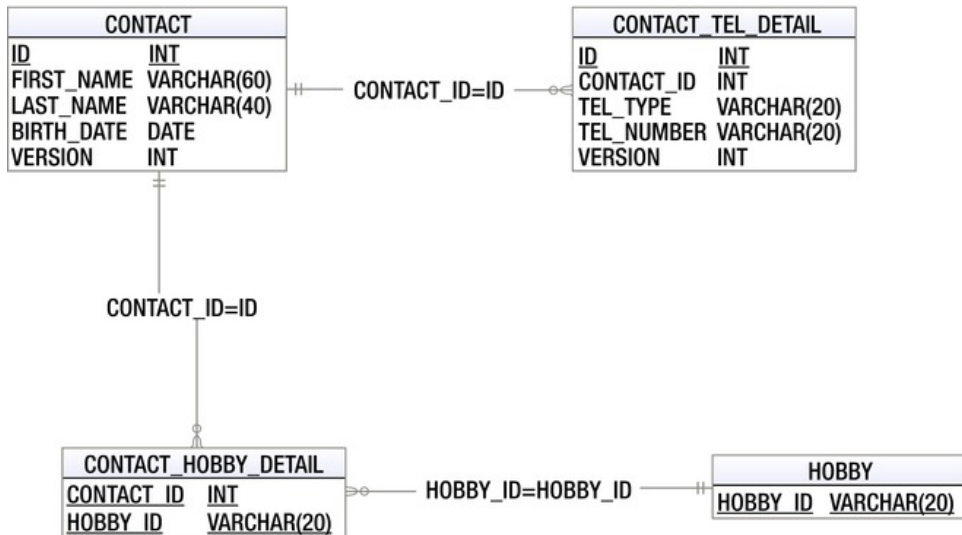 CONTACT
ID INT
FIRST_NAME VARCHAR(60)
LAST_NAME VARCHAR(40)
BIRTH_DATE DATE
VERSION INT
CONTACT_ID=ID
CONTACT_TEL_DETAIL
ID INT
CONTACT_ID INT
TEL_TYPE VARCHAR(20)
TEL_NUMBER VARCHAR(20)
VERSION INT
CONTACT_ID=ID
CONTACT_HOBBY_DETAIL
CONTACT_ID INT
HOBBY_ID VARCHAR(20)
HOBBY_ID=HOBBY_ID
HOBBY
HOBBY_ID VARCHAR(20)